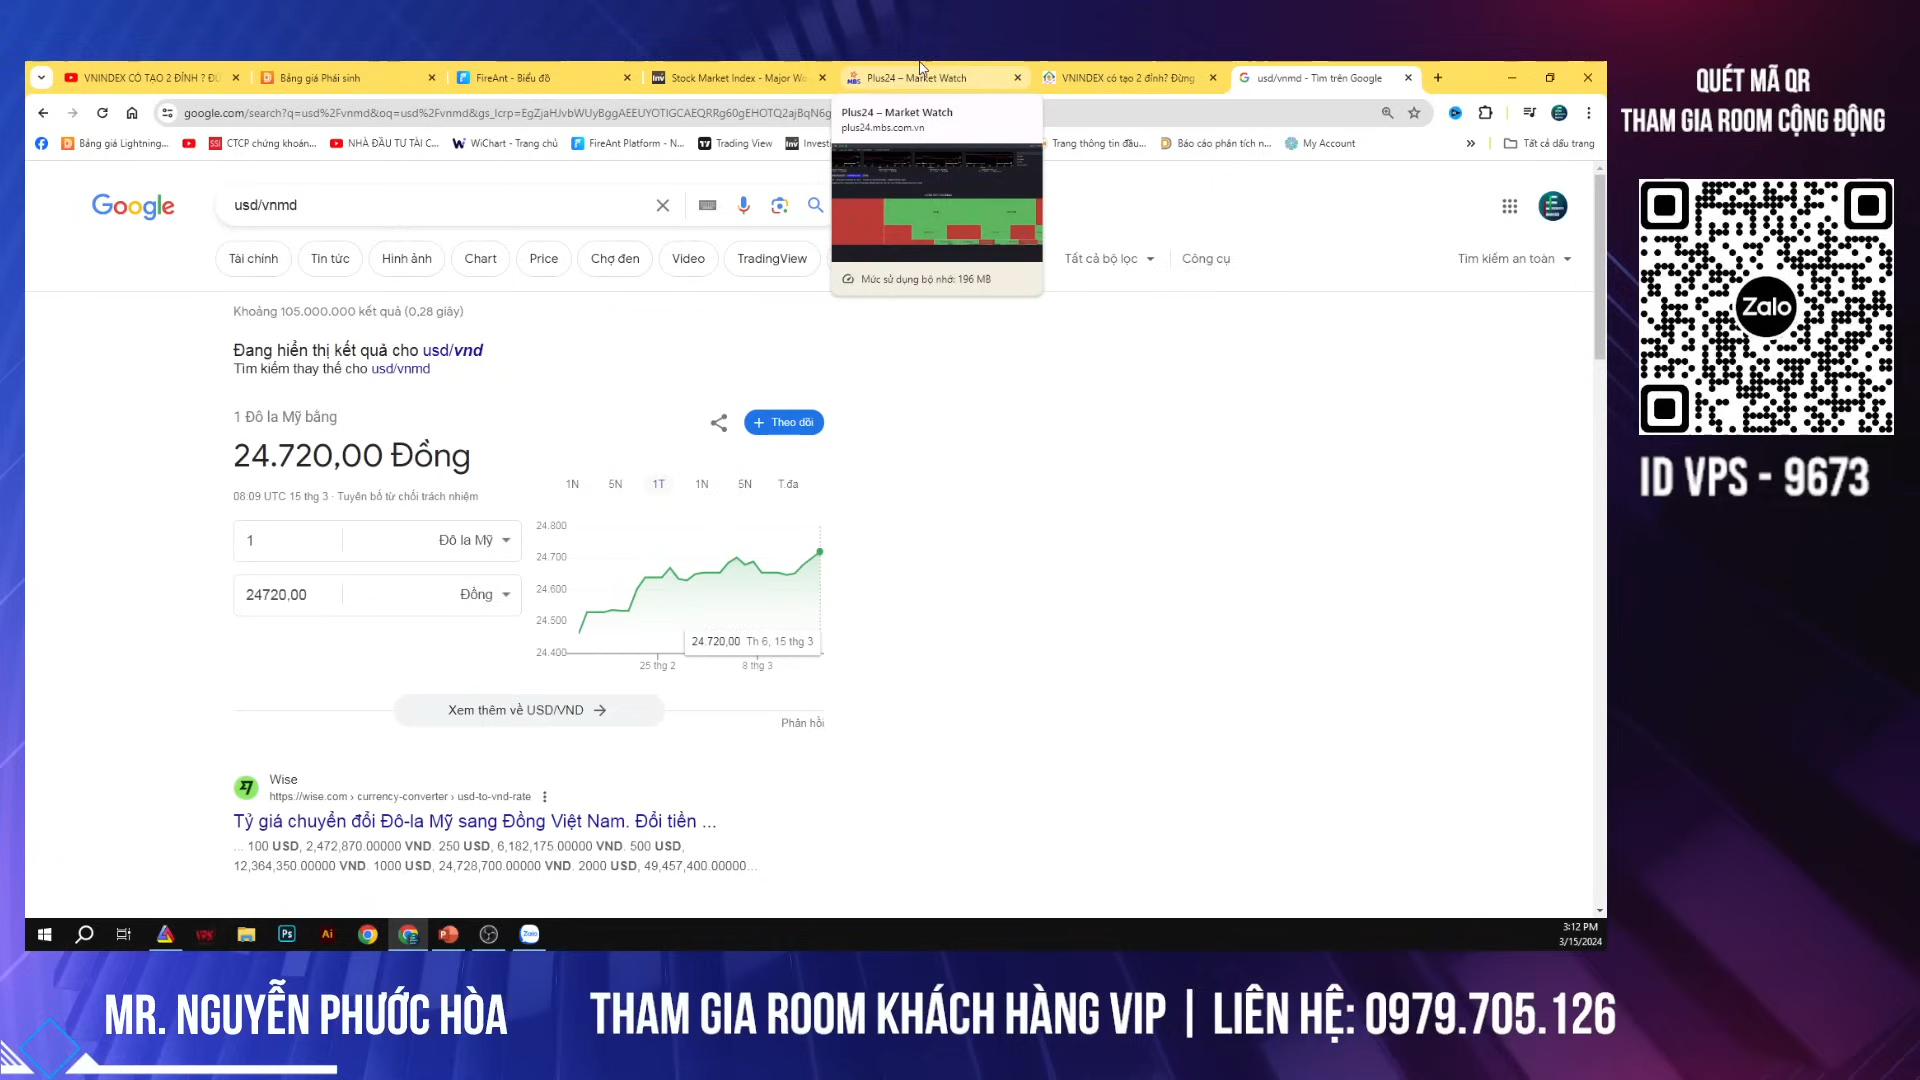 VNINDEX CÓ TẠO 2 ĐỈNH ? ĐỪ
Bảng giá Phái sinh
FireAnt - Biểu đồ
Stock Market Index - Major Wo
Plus24 – Market Watch
VNINDEX có tạo 2 đỉnh? Đừng
usd/vnmd - Tìm trên Google
google.com/search?q=usd%2Fvnmd&oq=usd%2Fvnmd&gs_lcrp=EgZjaHJvbWUyBggAEEUYOTIGCAEQRRg60gEHOTQ2ajBqN6g
Bảng giá Lightning...
CTCP chứng khoán...
NHÀ ĐẦU TƯ TÀI C...
WiChart - Trang chủ
FireAnt Platform - N...
Trading View
Investi
Trang thông tin đầu...
Báo cáo phân tích n...
My Account
Tất cả dấu trang
Plus24 – Market Watch
plus24.mbs.com.vn
Mức sử dụng bộ nhớ: 196 MB
Google
usd/vnmd
Tài chính
Tin tức
Hình ảnh
Chart
Price
Chợ đen
Video
TradingView
Tất cả bộ lọc
Công cụ
Tìm kiếm an toàn
Khoảng 105.000.000 kết quả (0,28 giây)
Đang hiển thị kết quả cho usd/vnd
Tìm kiếm thay thế cho usd/vnmd
1 Đô la Mỹ bằng
24.720,00 Đồng
08:09 UTC 15 thg 3 · Tuyên bố từ chối trách nhiệm
Theo dõi
1N 5N 1T 1N 5N T.đa
1 Đô la Mỹ
24720,00 Đồng
24.800
24.700
24.600
24.500
24.400
24.720,00 Th 6, 15 thg 3
25 thg 2
8 thg 3
Xem thêm về USD/VND
Phản hồi
Wise
https://wise.com › currency-converter › usd-to-vnd-rate
Tỷ giá chuyển đổi Đô-la Mỹ sang Đồng Việt Nam. Đổi tiền ...
... 100 USD, 2,472,870.00000 VND. 250 USD, 6,182,175.00000 VND. 500 USD,
12,364,350.00000 VND. 1000 USD, 24,728,700.00000 VND. 2000 USD, 49,457,400.00000...
Zalo
3:12 PM
3/15/2024
QUÉT MÃ QR
THAM GIA ROOM CỘNG ĐỘNG
Zalo
ID VPS - 9673
MR. NGUYỄN PHƯỚC HÒA
THAM GIA ROOM KHÁCH HÀNG VIP | LIÊN HỆ: 0979.705.126